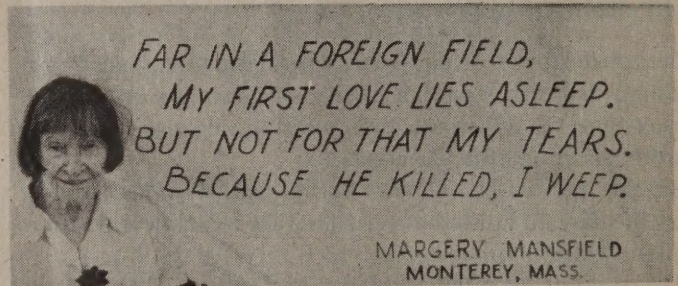 FAR IN A FOREIGN FIELD,
MY FIRST LOVE LIES ASLEEP.
BUT NOT FOR THAT MY TEARS.
BECAUSE HE KILLED, I WEEP.
MARGERY MANSFIELD
MONTEREY, MASS.